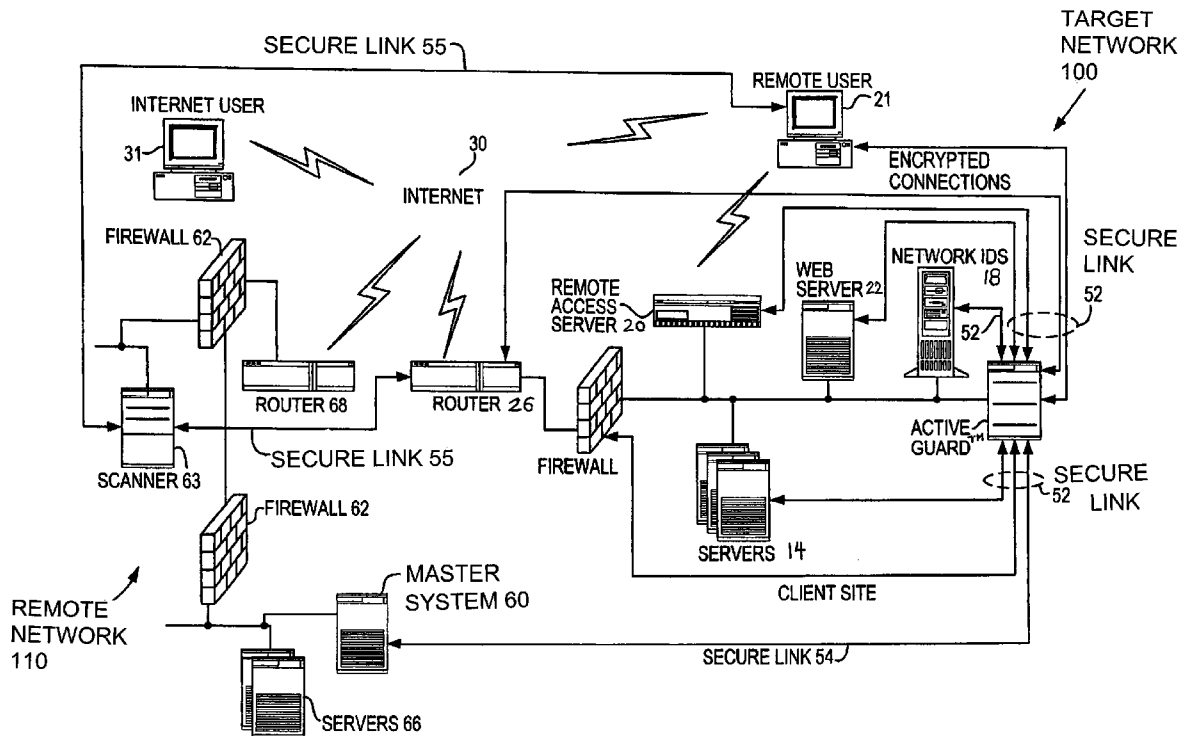 TARGET
NETWORK
100
SECURE LINK 55
REMOTE USER
21
INTERNET USER
31
30
INTERNET
ENCRYPTED
CONNECTIONS
FIREWALL 62
SECURE
LINK
52
NETWORK IDS
18
WEB
SERVER 22
REMOTE
ACCESS
SERVER 20
52
ROUTER 68
ROUTER 26
ACTIVE
GUARD™
FIREWALL
SCANNER 63
SECURE LINK 55
SECURE
LINK
52
FIREWALL 62
SERVERS 14
CLIENT SITE
MASTER
SYSTEM 60
REMOTE
NETWORK
110
SECURE LINK 54
SERVERS 66